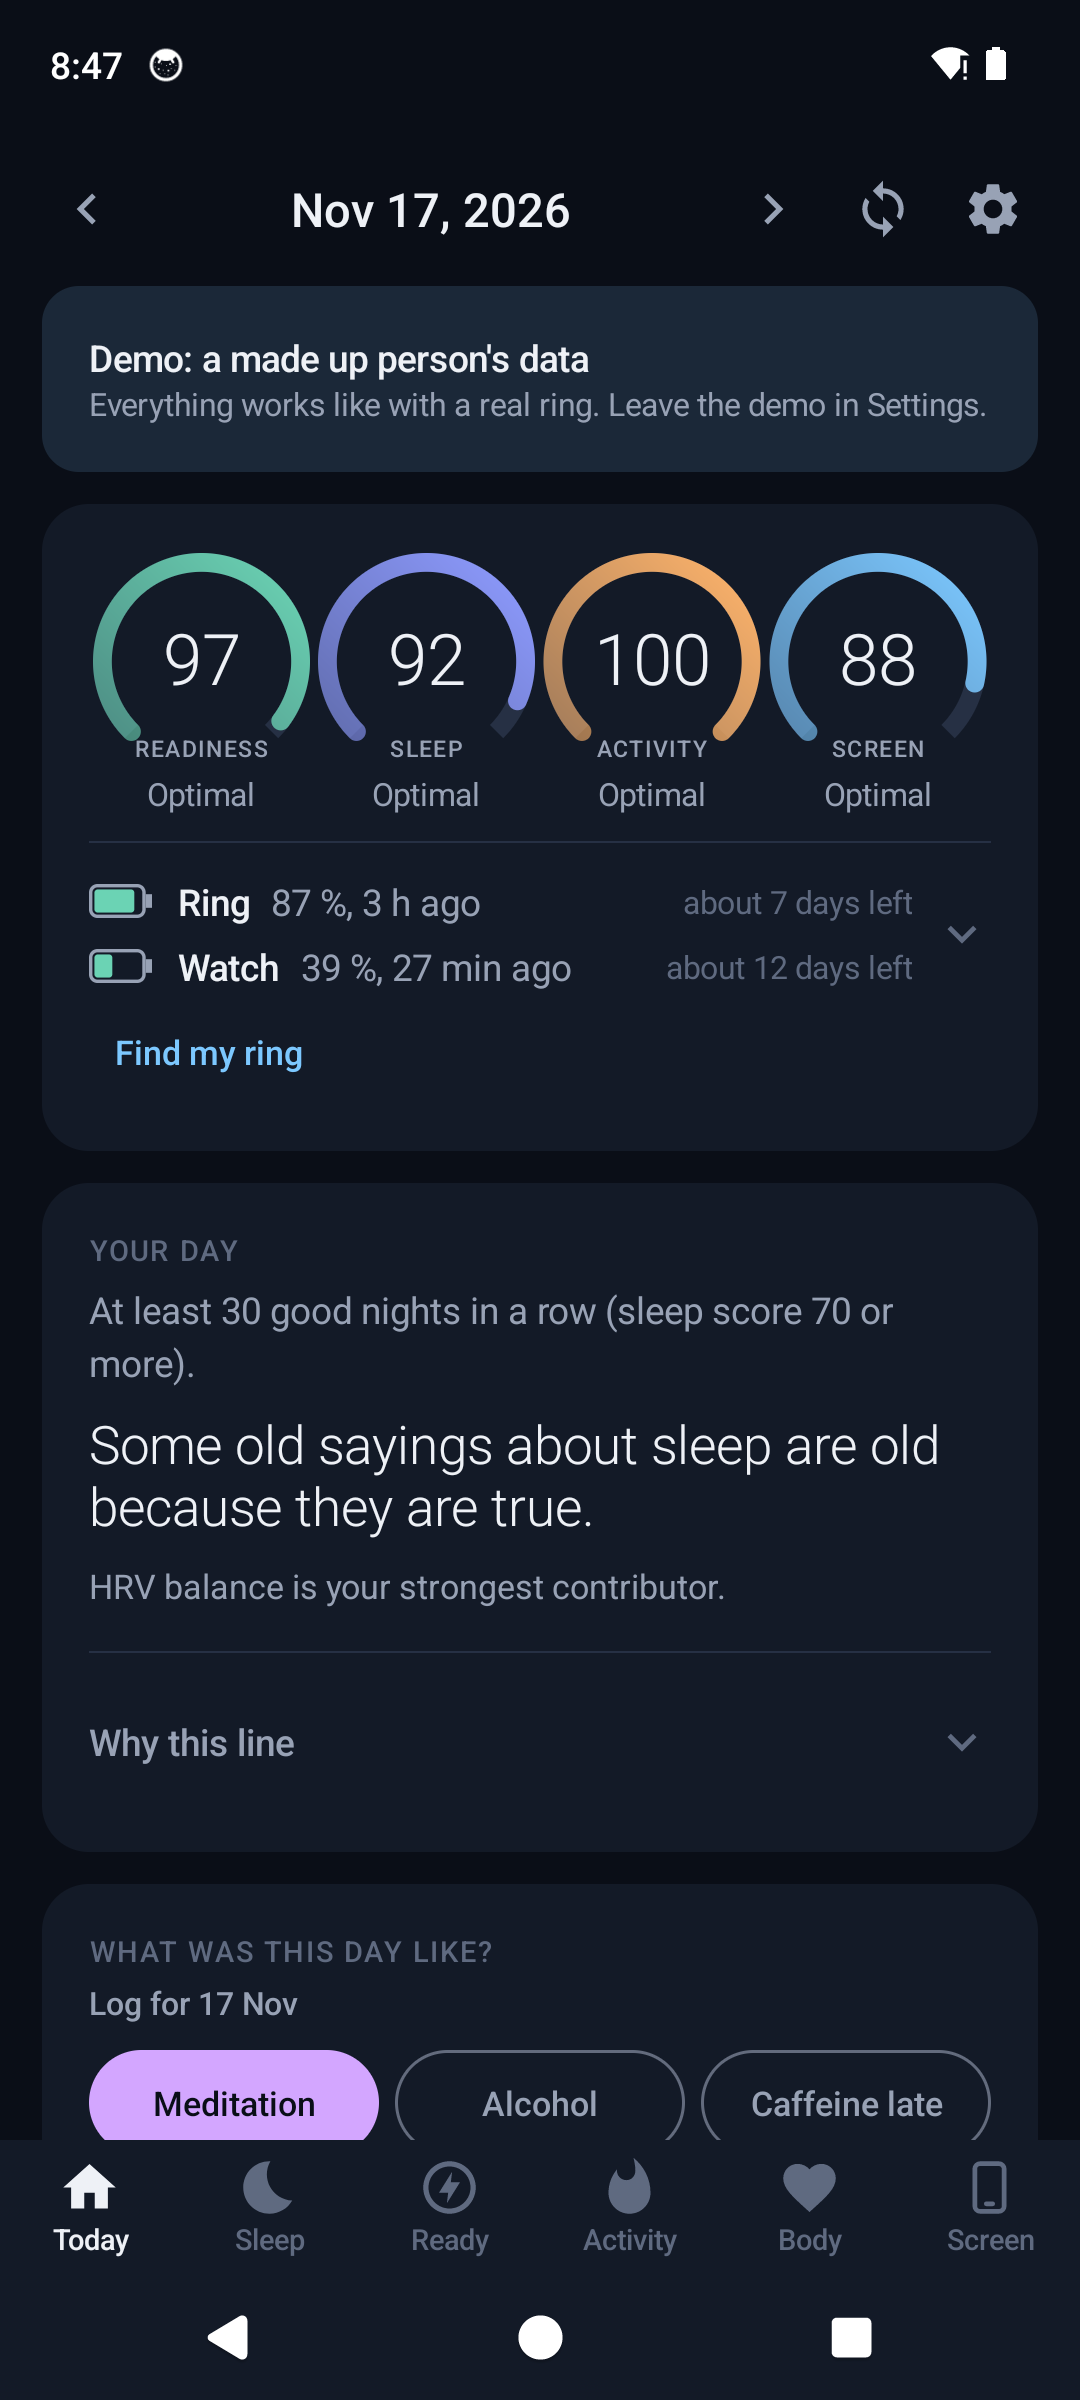 8:47
Nov 17, 2026
Demo: a made up person's data
Everything works like with a real ring. Leave the demo in Settings.
97
92
100
88
READINESS
SLEEP
ACTIVITY
SCREEN
Optimal
Optimal
Optimal
Optimal
Ring 87 %, 3 h ago about 7 days left
Watch 39 %, 27 min ago about 12 days left
Find my ring
YOUR DAY
At least 30 good nights in a row (sleep score 70 or
more).
Some old sayings about sleep are old
because they are true.
HRV balance is your strongest contributor.
Why this line
WHAT WAS THIS DAY LIKE?
Log for 17 Nov
Meditation
Alcohol
Caffeine late
Today
Sleep
Ready
Activity
Body
Screen